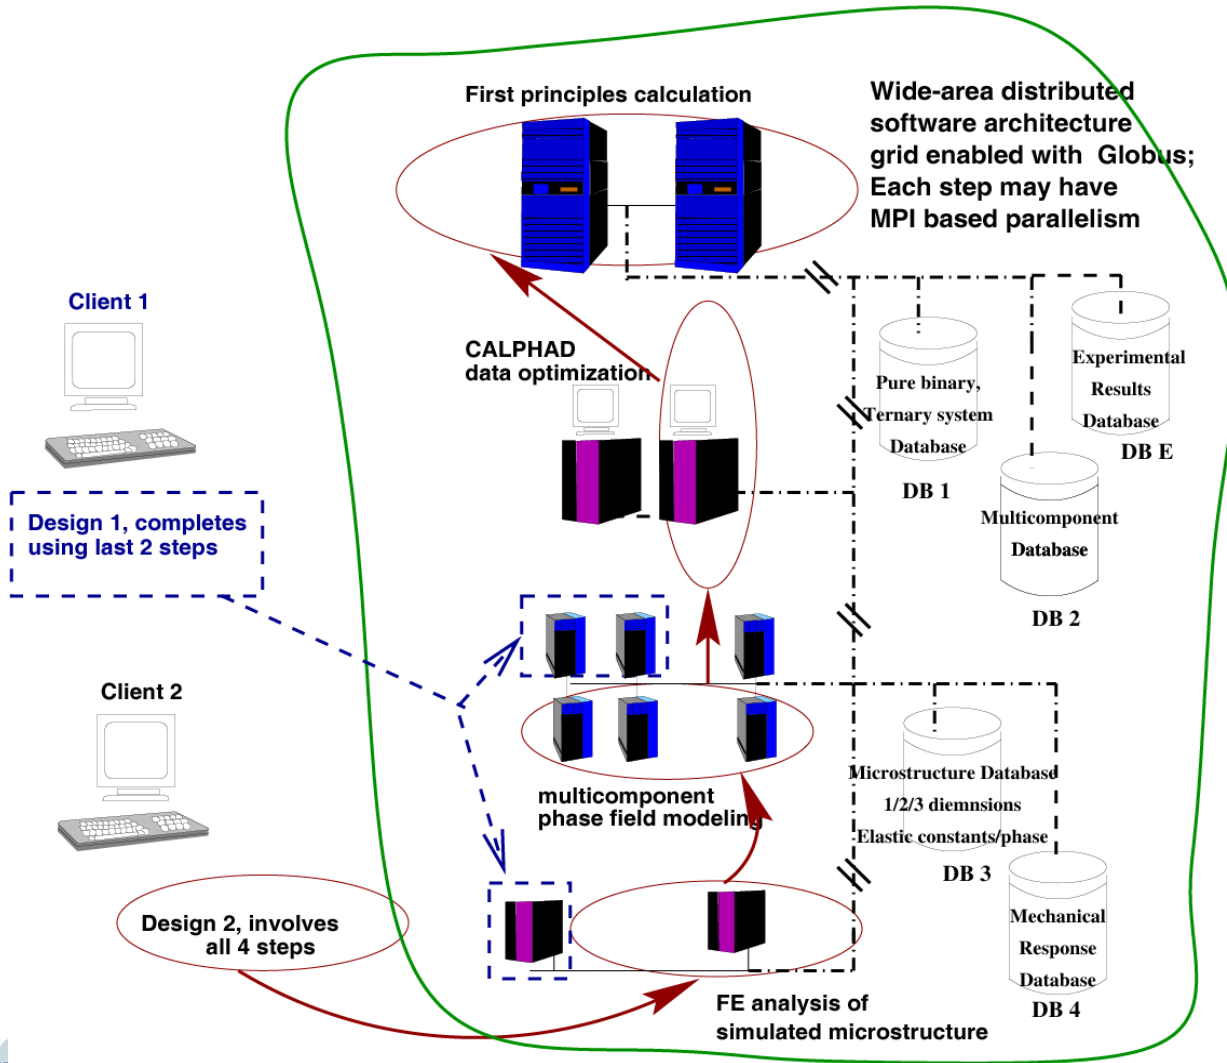 First principles calculation
Wide-area distributed
software architecture
grid enabled with Globus;
Each step may have
MPI based parallelism
Client 1
CALPHAD
data optimization
Pure binary,
Ternary system
Database
DB 1
Experimental
Results
Database
DB E
Multicomponent
Database
DB 2
Design 1, completes
using last 2 steps
Client 2
multicomponent
phase field modeling
Microstructure Database
1/2/3 diemnsions
Elastic constants/phase
DB 3
Mechanical
Response
Database
DB 4
Design 2, involves
all 4 steps
FE analysis of
simulated microstructure